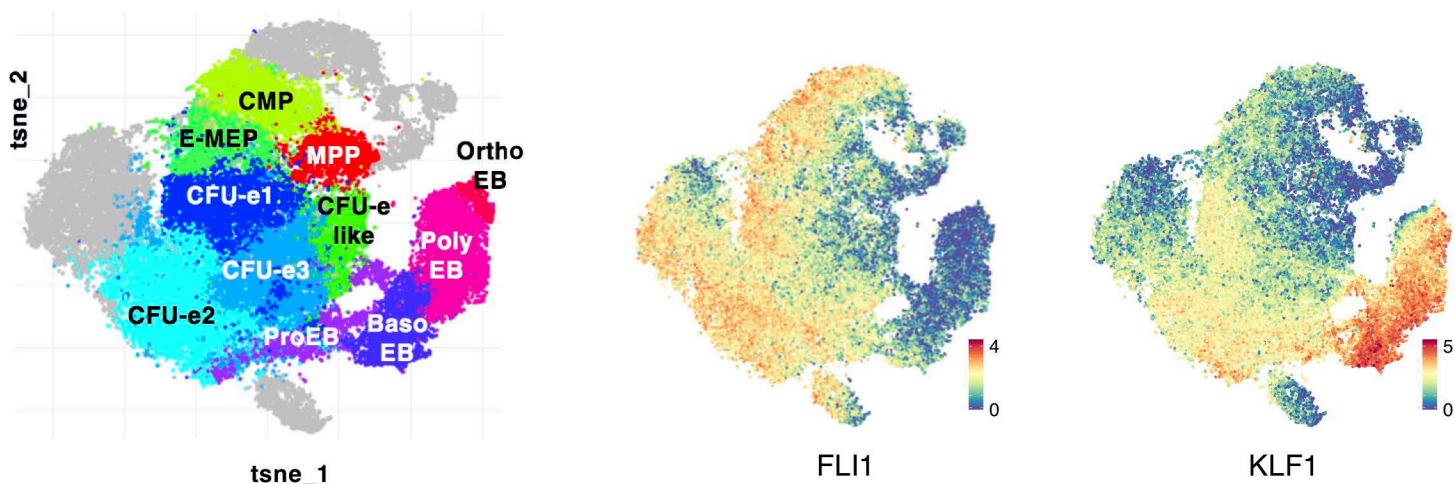 tsne_2
CMP
E-MEP
MPP
Ortho
EB
CFU-e1
CFU-e
like
Poly
EB
CFU-e3
CFU-e2
ProEB
Baso
EB
tsne_1
4
0
FLI1
5
0
KLF1